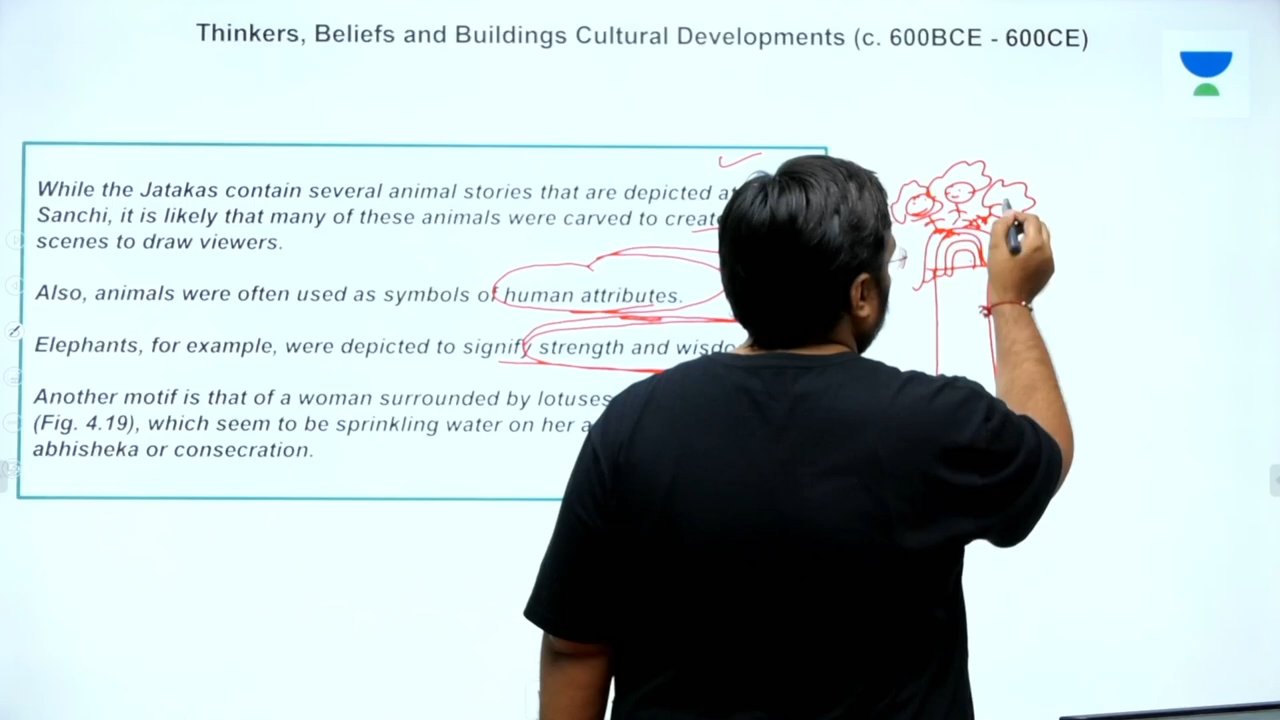 Thinkers, Beliefs and Buildings Cultural Developments (c. 600BCE - 600CE)
While the Jatakas contain several animal stories that are depicted at
Sanchi, it is likely that many of these animals were carved to create
scenes to draw viewers.
Also, animals were often used as symbols of human attributes.
Elephants, for example, were depicted to signify strength and
Another motif is that of a woman surrounded by lotuses
(Fig. 4.19), which seem to be sprinkling water on her
abhisheka or consecration.